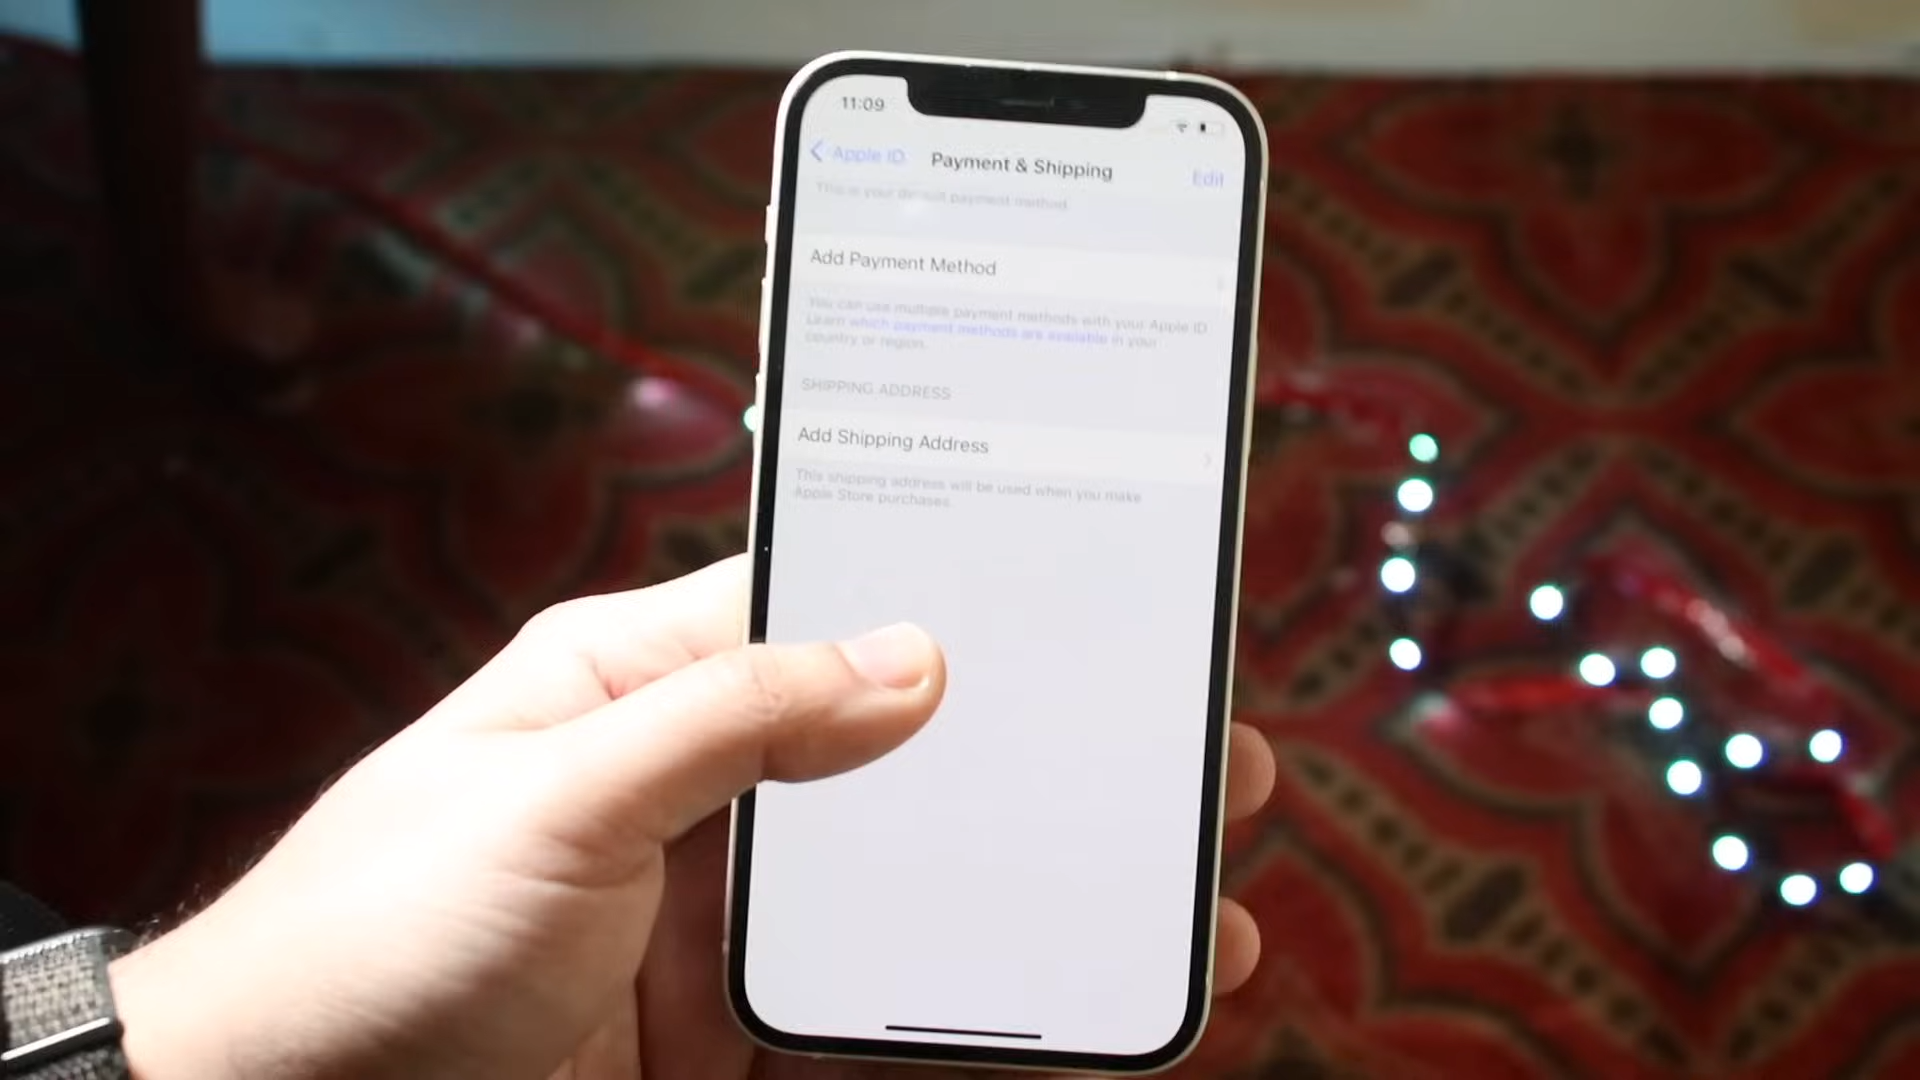 11:09
Apple ID
Payment & Shipping
Edit
This is your default payment method.
Add Payment Method
You can use multiple payment methods with your Apple ID.
Learn which payment methods are available in your
country or region.
SHIPPING ADDRESS
Add Shipping Address
This shipping address will be used when you make
Apple Store purchases.